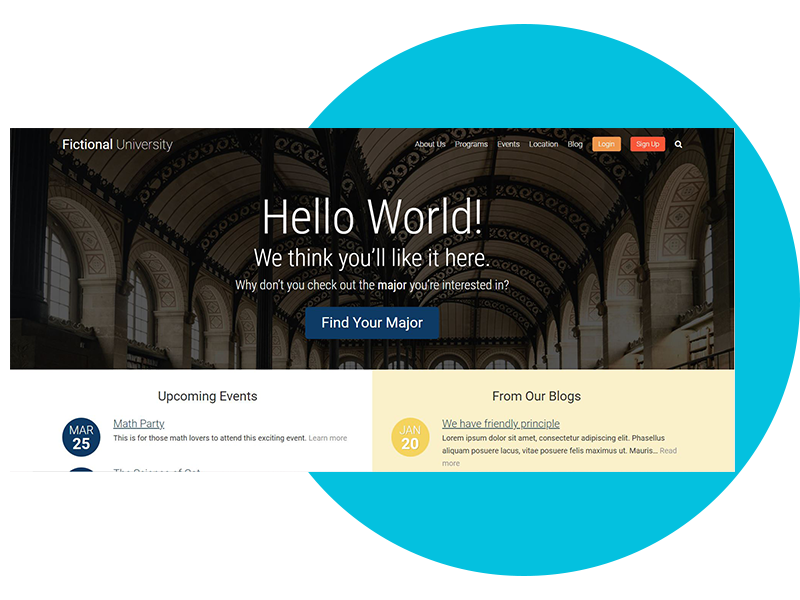 Fictional University
About Us Programs Events Location Blog Login Sign Up
Hello World!
We think you'll like it here.
Why don't you check out the major you're interested in?
Find Your Major
Upcoming Events
MAR
25
Math Party
This is for those math lovers to attend this exciting event. Learn more
From Our Blogs
JAN
20
We have friendly principle
Lorem ipsum dolor sit amet, consectetur adipiscing elit. Phasellus
aliquam posuere lacus, vitae posuere felis maximus ut. Mauris... Read
more